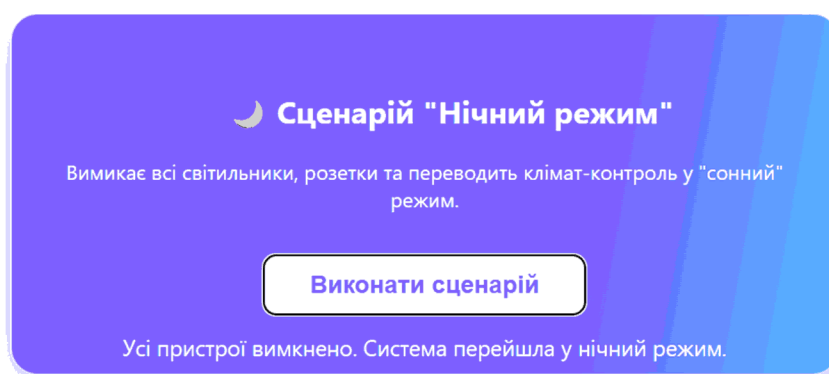 🌙 Сценарій "Нічний режим"
Вимикає всі світильники, розетки та переводить клімат-контроль у "сонний"
режим.
Виконати сценарій
Усі пристрої вимкнено. Система перейшла у нічний режим.